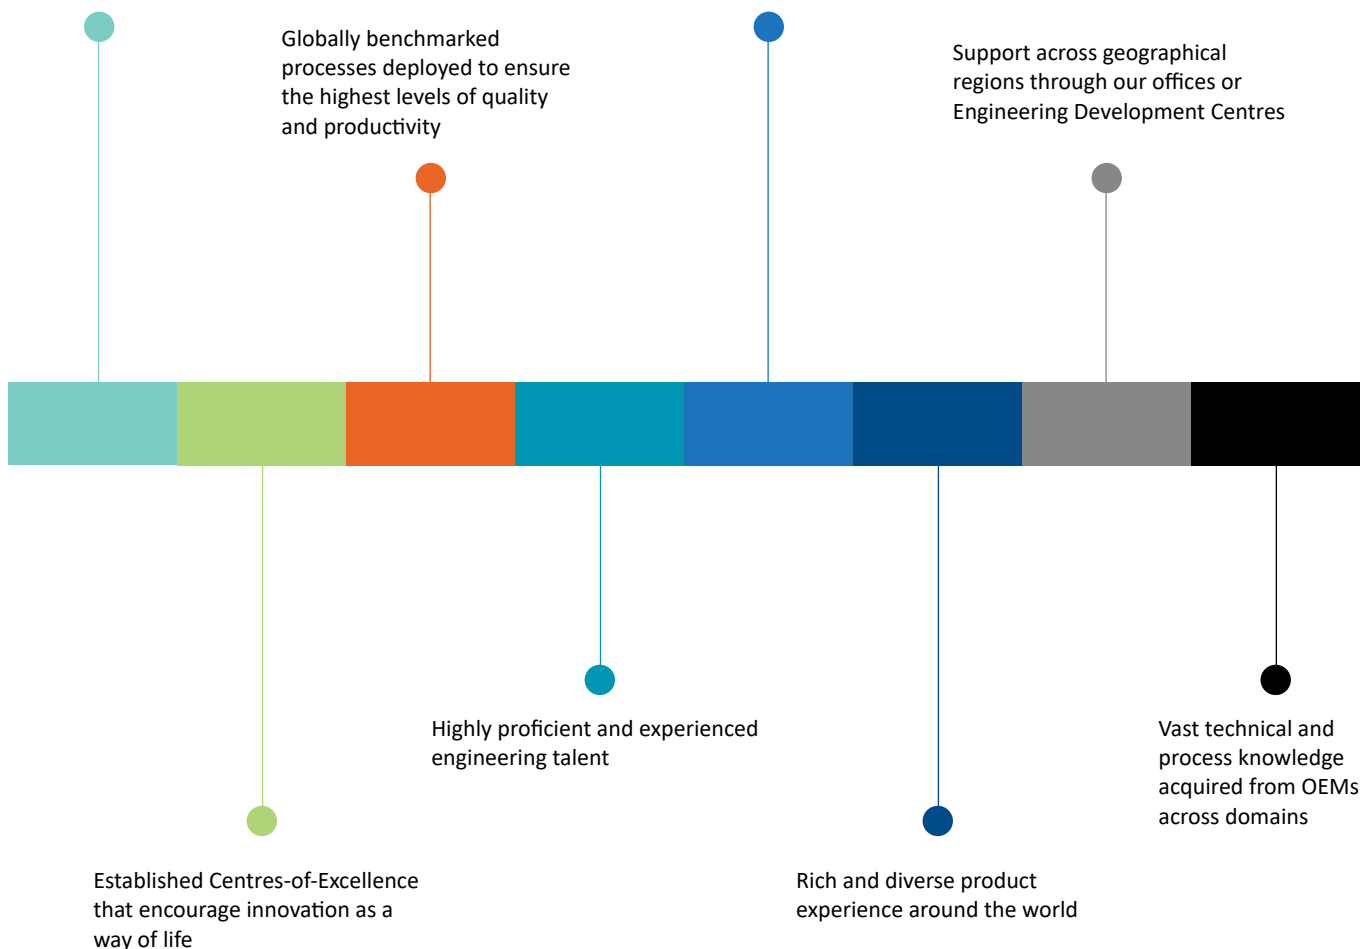 Globally benchmarked
processes deployed to ensure
the highest levels of quality
and productivity
Support across geographical
regions through our offices or
Engineering Development Centres
Highly proficient and experienced
engineering talent
Vast technical and
process knowledge
acquired from OEMs
across domains
Established Centres-of-Excellence
that encourage innovation as a
way of life
Rich and diverse product
experience around the world